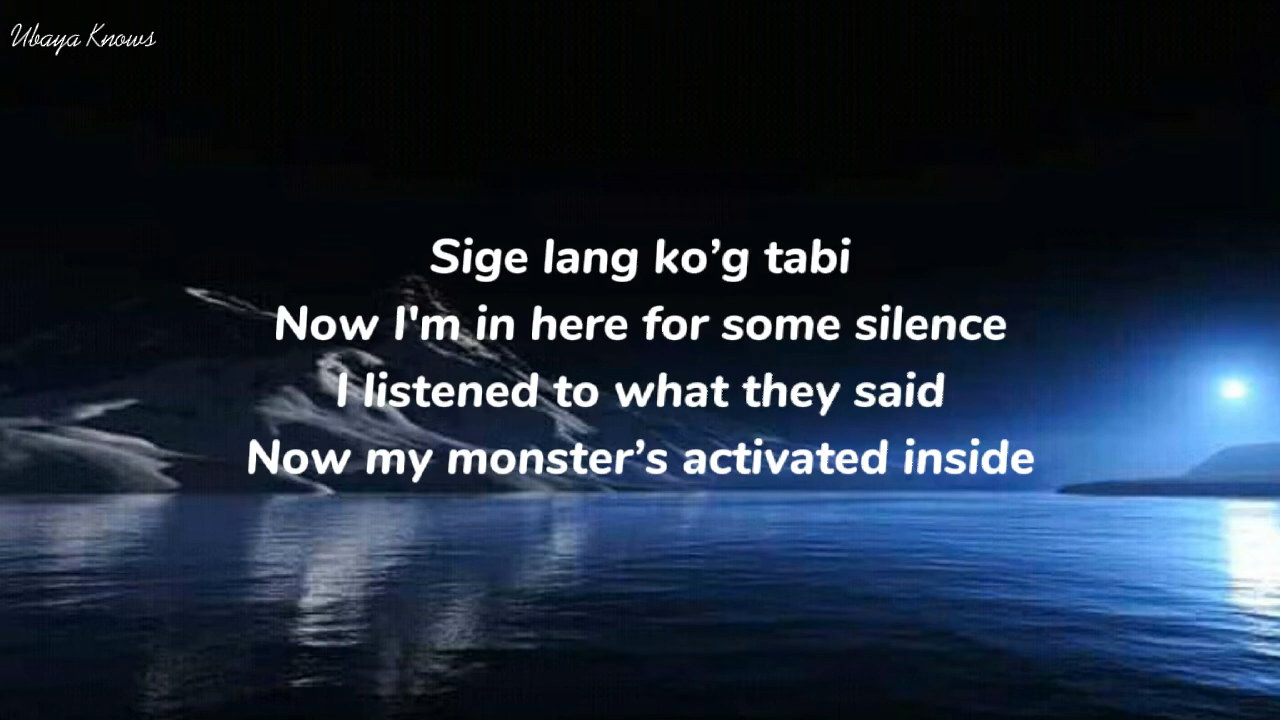 Ubaya Knows
Sige lang ko’g tabi
Now I'm in here for some silence
I listened to what they said
Now my monster’s activated inside